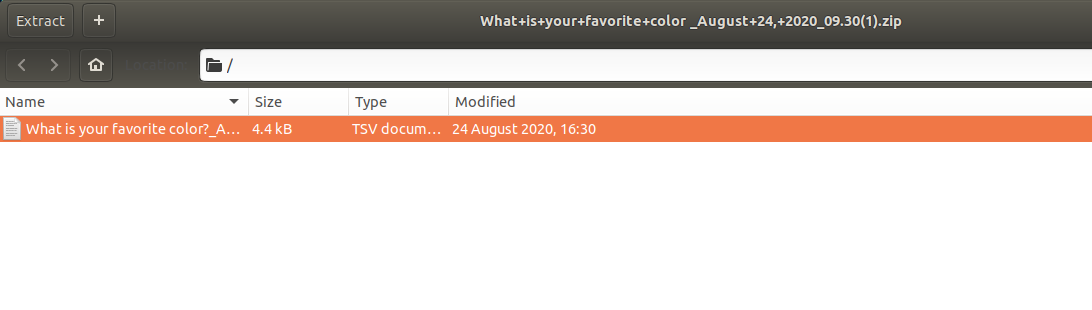 Extract + What+is+your+favorite+color _August+24,+2020_09.30(1).zip
Location: /
Name Size Type Modified
What is your favorite color?_A... 4.4 kB TSV docum... 24 August 2020, 16:30